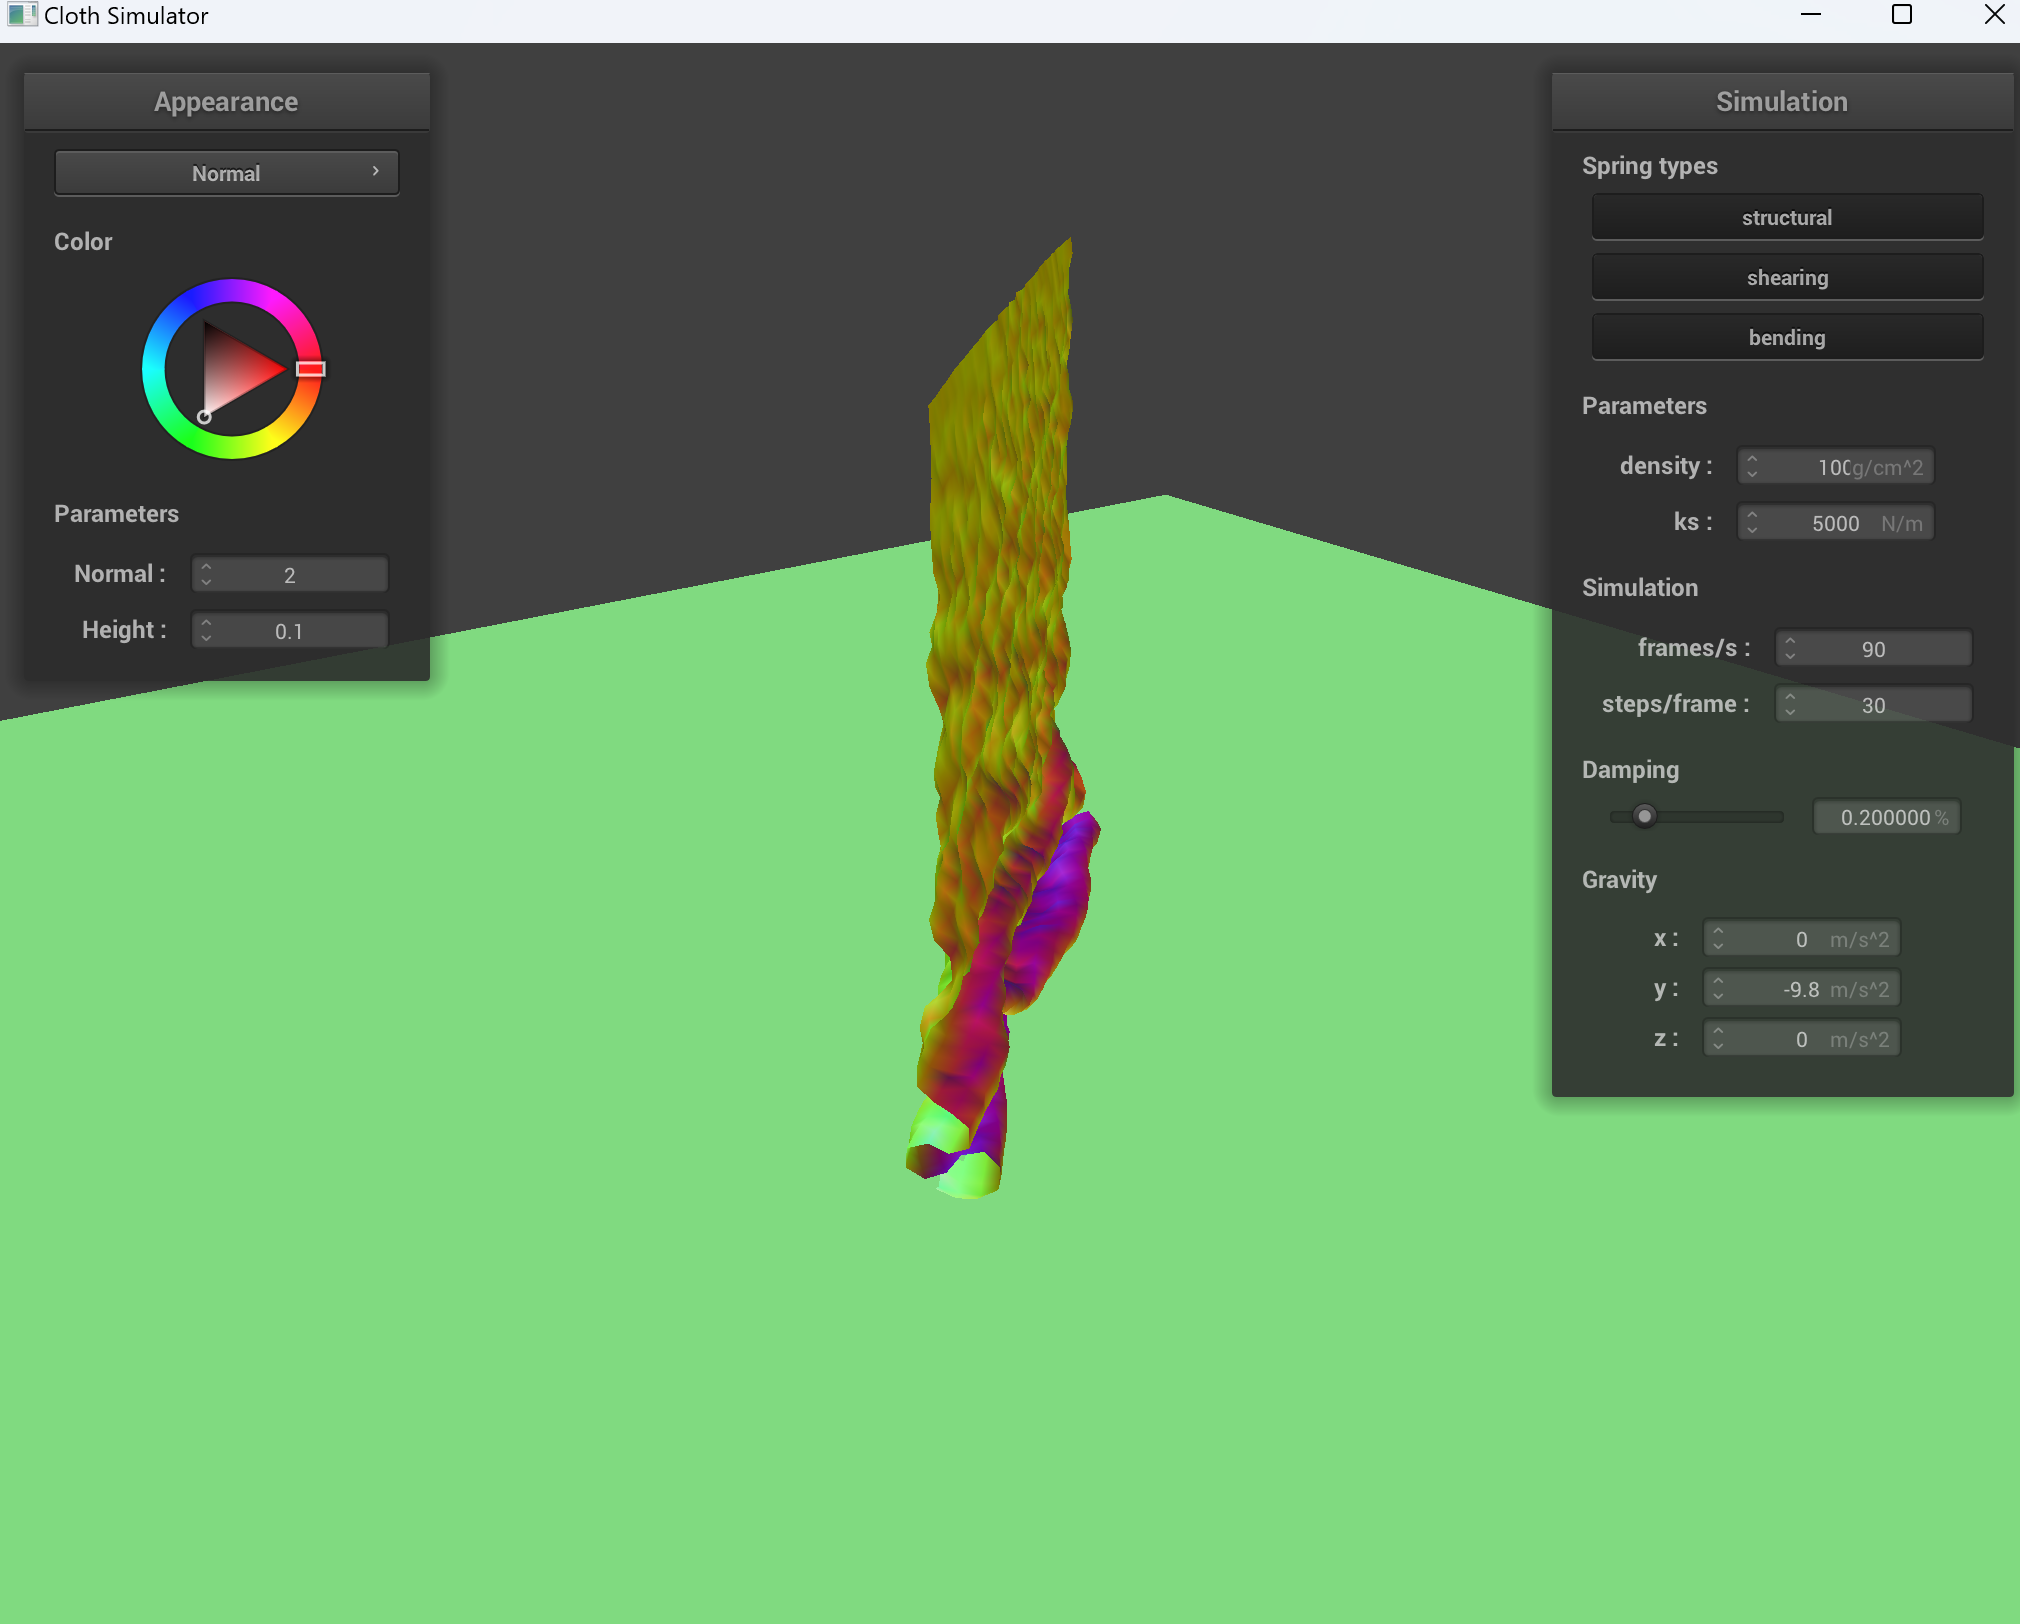 Cloth Simulator
Appearance
Normal
Color
Parameters
Normal :
2
Height :
0.1
Simulation
Spring types
structural
shearing
bending
Parameters
density :
100 g/cm^2
ks :
5000 N/m
Simulation
frames/s :
90
steps/frame :
30
Damping
0.200000 %
Gravity
x :
0 m/s^2
y :
-9.8 m/s^2
z :
0 m/s^2